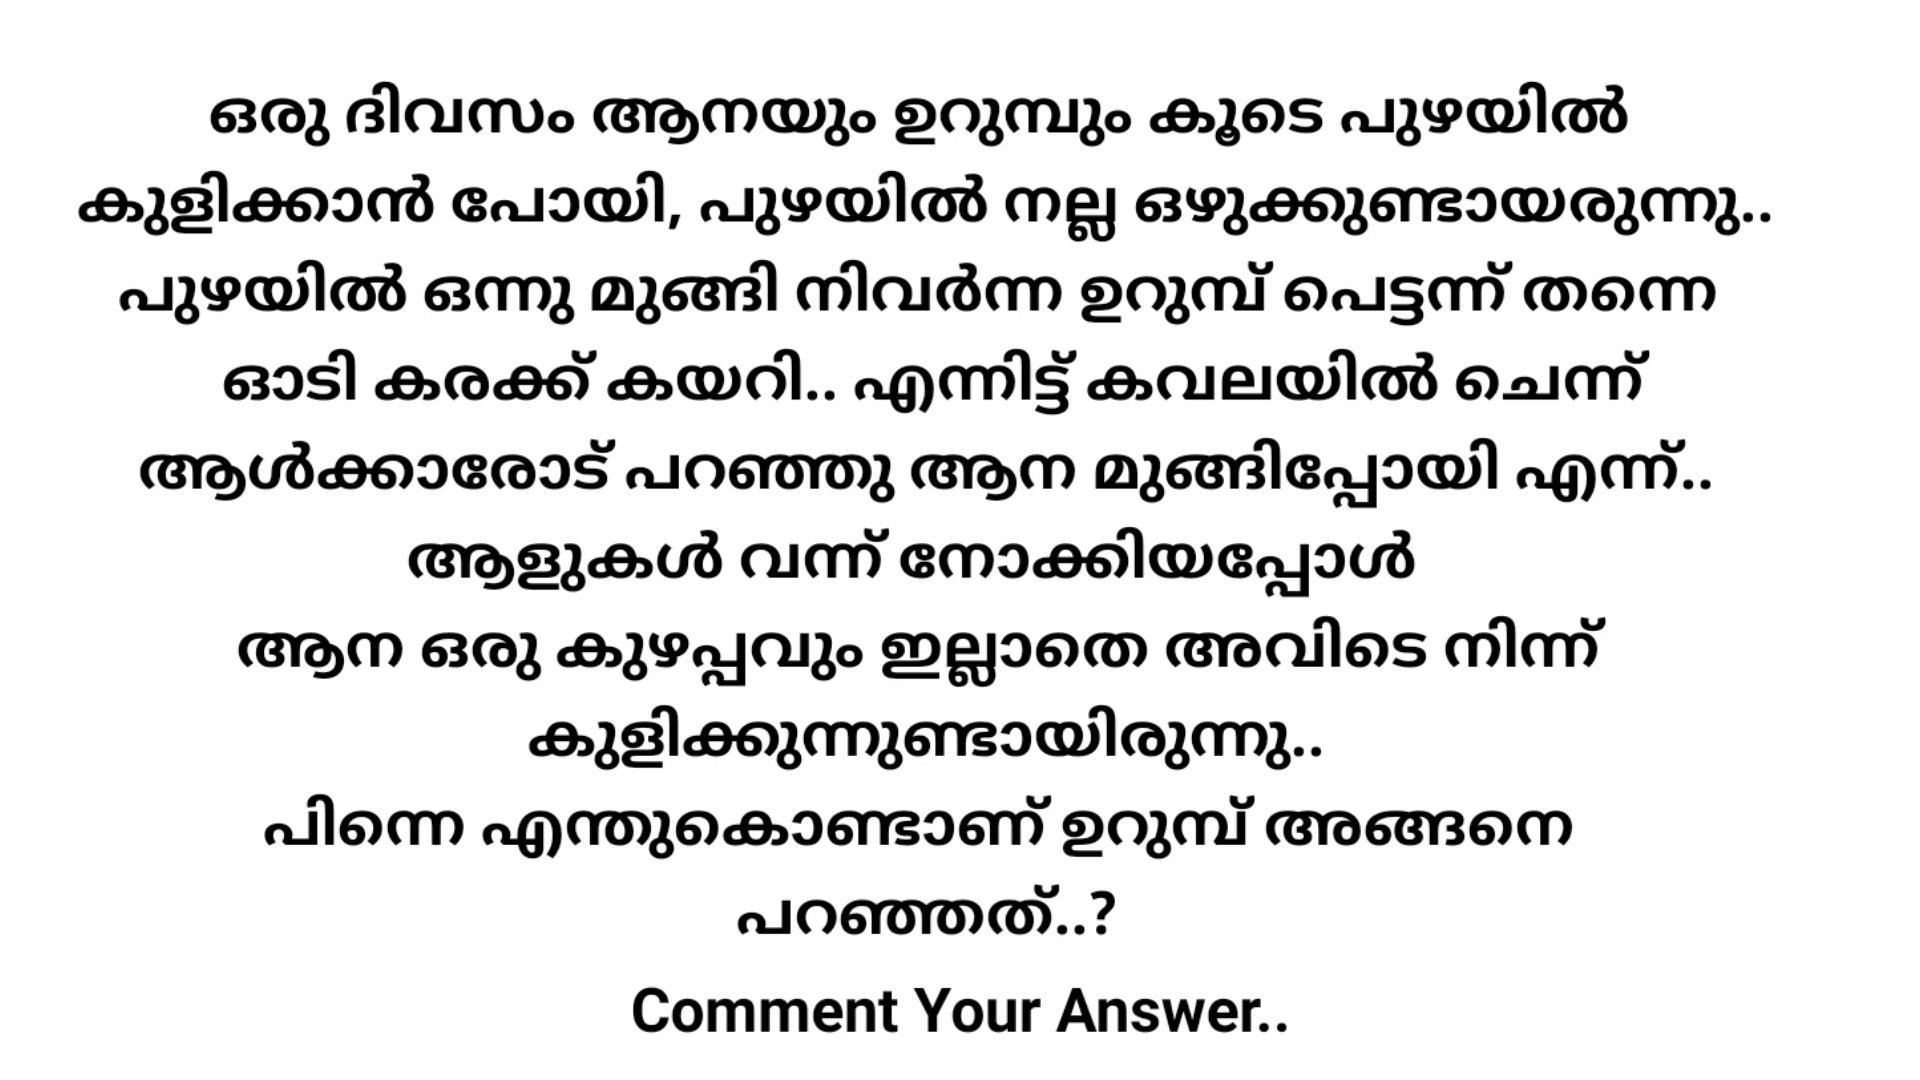 ഒരു ദിവസം ആനയും ഉറുമ്പും കൂടെ പുഴയിൽ
കുളിക്കാൻ പോയി, പുഴയിൽ നല്ല ഒഴുക്കുണ്ടായരുന്നു..
പുഴയിൽ ഒന്നു മുങ്ങി നിവർന്ന ഉറുമ്പ് പെട്ടന്ന് തന്നെ
ഓടി കരക്ക് കയറി.. എന്നിട്ട് കവലയിൽ ചെന്ന്
ആൾക്കാരോട് പറഞ്ഞു ആന മുങ്ങിപ്പോയി എന്ന്..
ആളുകൾ വന്ന് നോക്കിയപ്പോൾ
ആന ഒരു കുഴപ്പവും ഇല്ലാതെ അവിടെ നിന്ന്
കുളിക്കുന്നുണ്ടായിരുന്നു..
പിന്നെ എന്തുകൊണ്ടാണ് ഉറുമ്പ് അങ്ങനെ
പറഞ്ഞത്..?
Comment Your Answer..